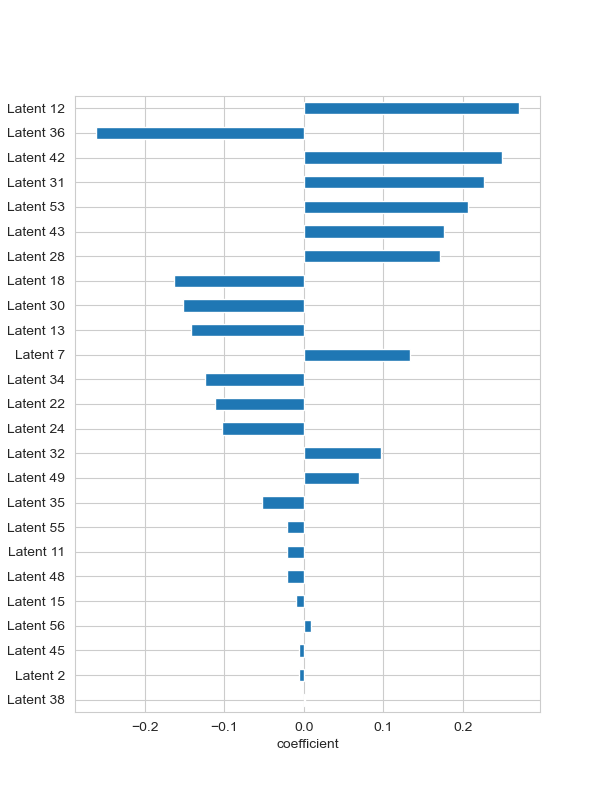 Latent 12
Latent 36
Latent 42
Latent 31
Latent 53
Latent 43
Latent 28
Latent 18
Latent 30
Latent 13
Latent 7
Latent 34
Latent 22
Latent 24
Latent 32
Latent 49
Latent 35
Latent 55
Latent 11
Latent 48
Latent 15
Latent 56
Latent 45
Latent 2
Latent 38
−0.2 −0.1 0.0 0.1 0.2
coefficient